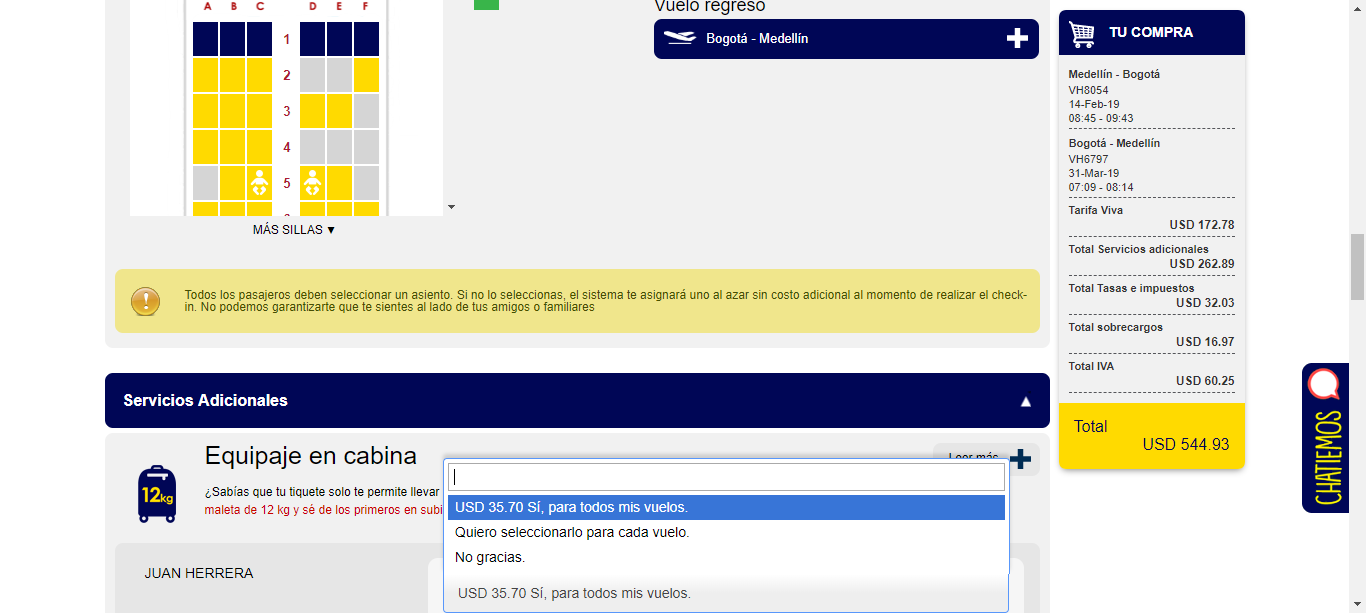 A B C D E F
1
2
3
4
5
MÁS SILLAS ▼
Vuelo regreso
Bogotá - Medellín
Todos los pasajeros deben seleccionar un asiento. Si no lo seleccionas, el sistema te asignará uno al azar sin costo adicional al momento de realizar el check-
in. No podemos garantizarte que te sientes al lado de tus amigos o familiares
Servicios Adicionales
Equipaje en cabina
Leer más
12kg
¿Sabías que tu tiquete solo te permite llevar
maleta de 12 kg y sé de los primeros en subi
JUAN HERRERA
USD 35.70 Sí, para todos mis vuelos.
Quiero seleccionarlo para cada vuelo.
No gracias.
USD 35.70 Sí, para todos mis vuelos.
TU COMPRA
Medellín - Bogotá
VH8054
14-Feb-19
08:45 - 09:43
Bogotá - Medellín
VH6797
31-Mar-19
07:09 - 08:14
Tarifa Viva
USD 172.78
Total Servicios adicionales
USD 262.89
Total Tasas e impuestos
USD 32.03
Total sobrecargos
USD 16.97
Total IVA
USD 60.25
Total
USD 544.93
CHATIEMOS